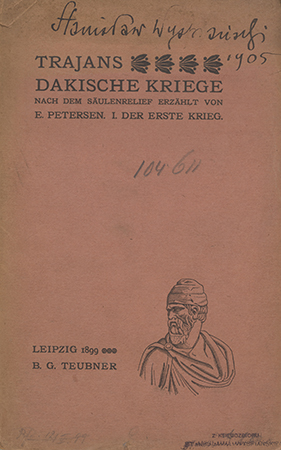 Stanisław Wyspiański
1905
TRAJANS
DAKISCHE KRIEGE
NACH DEM SÄULENRELIEF ERZÄHLT VON
E. PETERSEN. I. DER ERSTE KRIEG.
104611
LEIPZIG 1899
B. G. TEUBNER